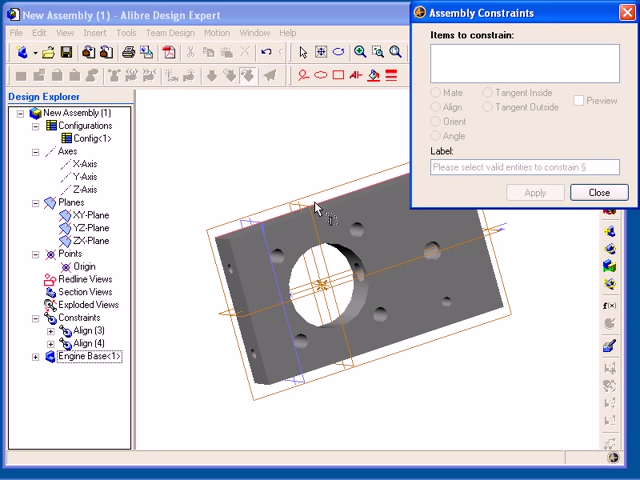 New Assembly (1) - Alibre Design Expert
File Edit View Insert Tools Team Design Motion Window Help
Design Explorer
New Assembly (1)
Configurations
Config<1>
Axes
X-Axis
Y-Axis
Z-Axis
Planes
XY-Plane
YZ-Plane
ZX-Plane
Points
Origin
Redline Views
Section Views
Exploded Views
Constraints
Align (3)
Align (4)
Engine Base<1>
Assembly Constraints
Items to constrain:
Mate Tangent Inside Preview
Align Tangent Outside
Orient
Angle
Label:
Please select valid entities to constrain §
Apply Close
f(x)